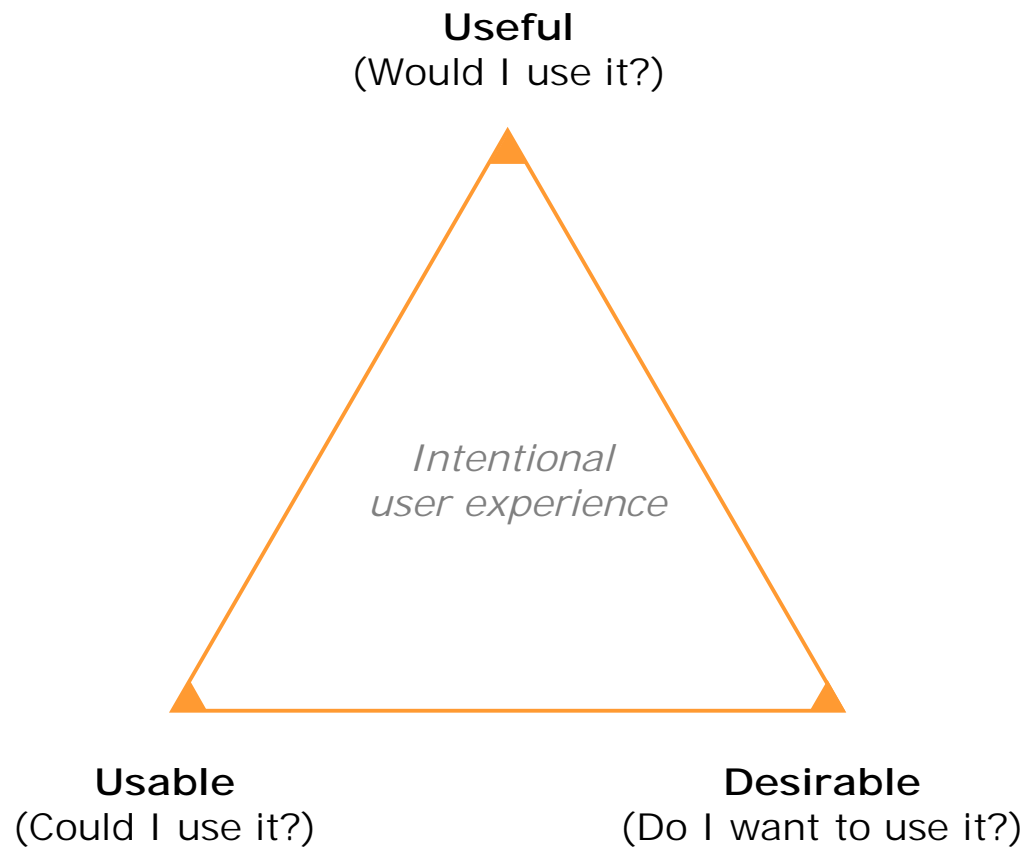 Useful
(Would I use it?)
Intentional
user experience
Usable
(Could I use it?)
Desirable
(Do I want to use it?)